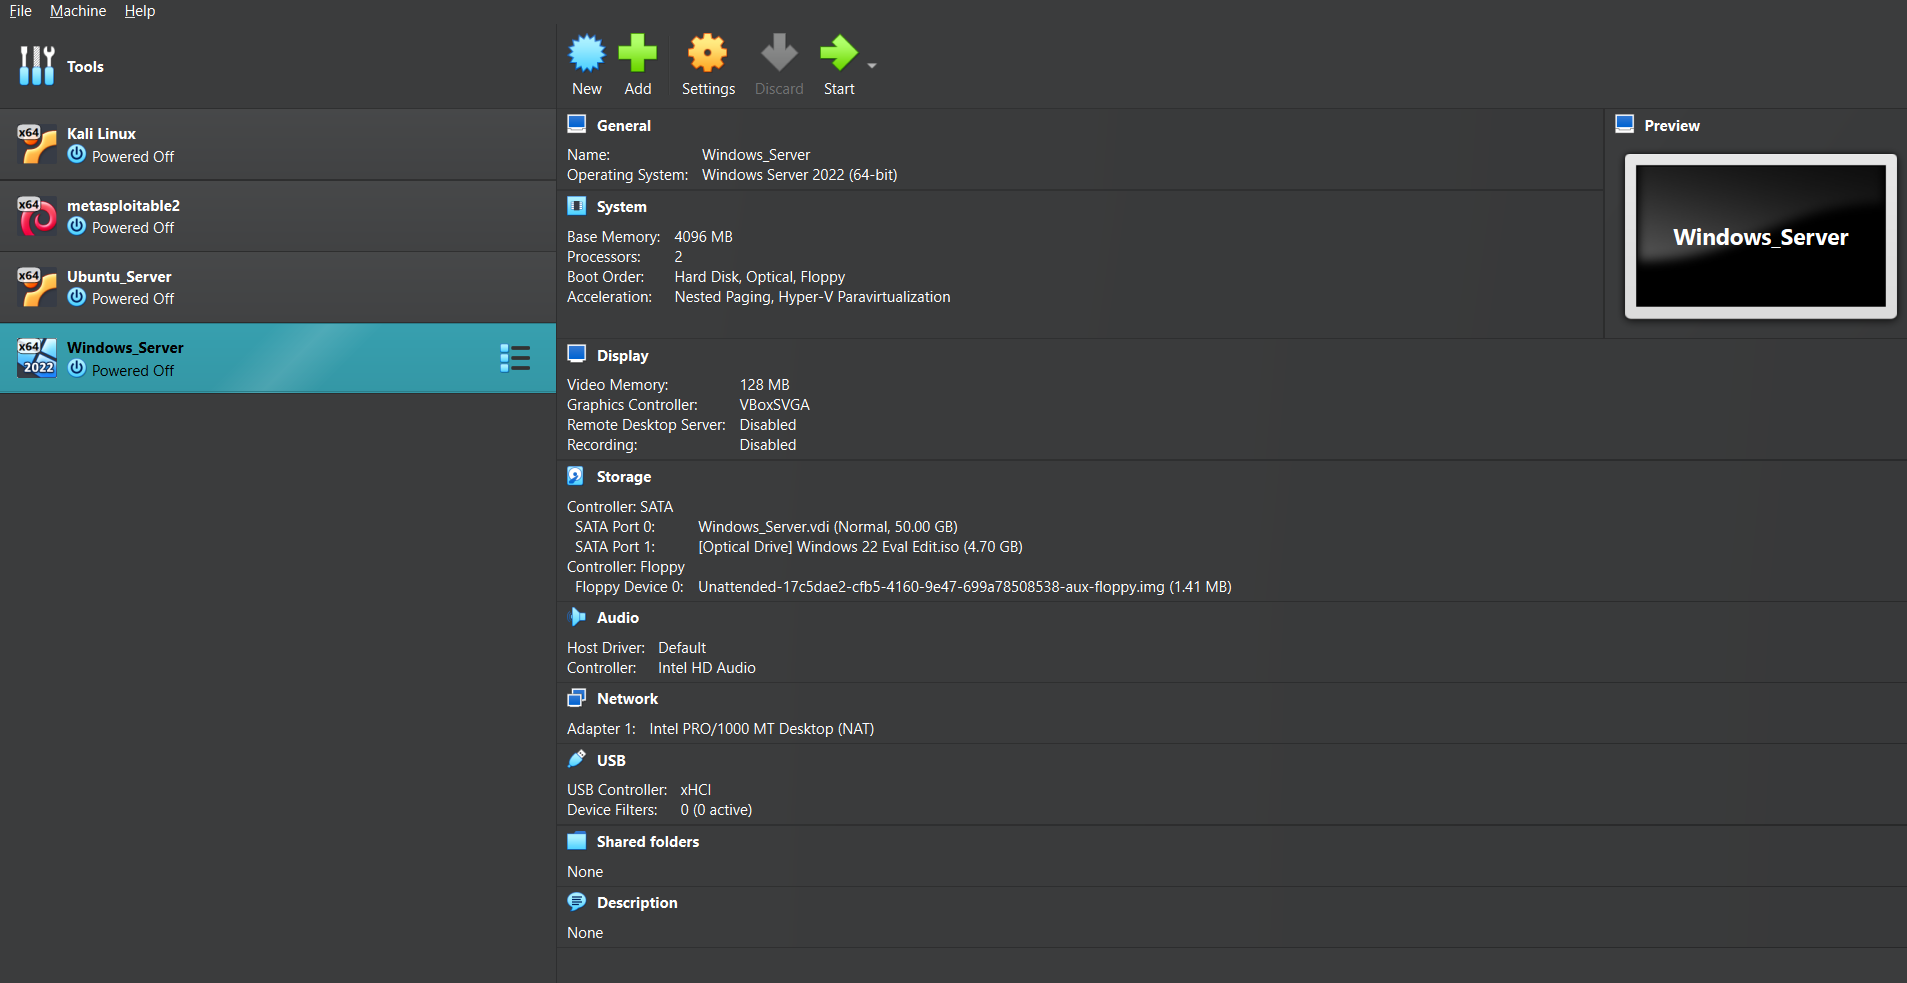 File Machine Help
Tools
New Add Settings Discard Start
x64 Kali Linux
Powered Off
x64 metasploitable2
Powered Off
x64 Ubuntu_Server
Powered Off
x64 2022 Windows_Server
Powered Off
General
Name: Windows_Server
Operating System: Windows Server 2022 (64-bit)
System
Base Memory: 4096 MB
Processors: 2
Boot Order: Hard Disk, Optical, Floppy
Acceleration: Nested Paging, Hyper-V Paravirtualization
Preview
Windows_Server
Display
Video Memory: 128 MB
Graphics Controller: VBoxSVGA
Remote Desktop Server: Disabled
Recording: Disabled
Storage
Controller: SATA
SATA Port 0: Windows_Server.vdi (Normal, 50.00 GB)
SATA Port 1: [Optical Drive] Windows 22 Eval Edit.iso (4.70 GB)
Controller: Floppy
Floppy Device 0: Unattended-17c5dae2-cfb5-4160-9e47-699a78508538-aux-floppy.img (1.41 MB)
Audio
Host Driver: Default
Controller: Intel HD Audio
Network
Adapter 1: Intel PRO/1000 MT Desktop (NAT)
USB
USB Controller: xHCI
Device Filters: 0 (0 active)
Shared folders
None
Description
None